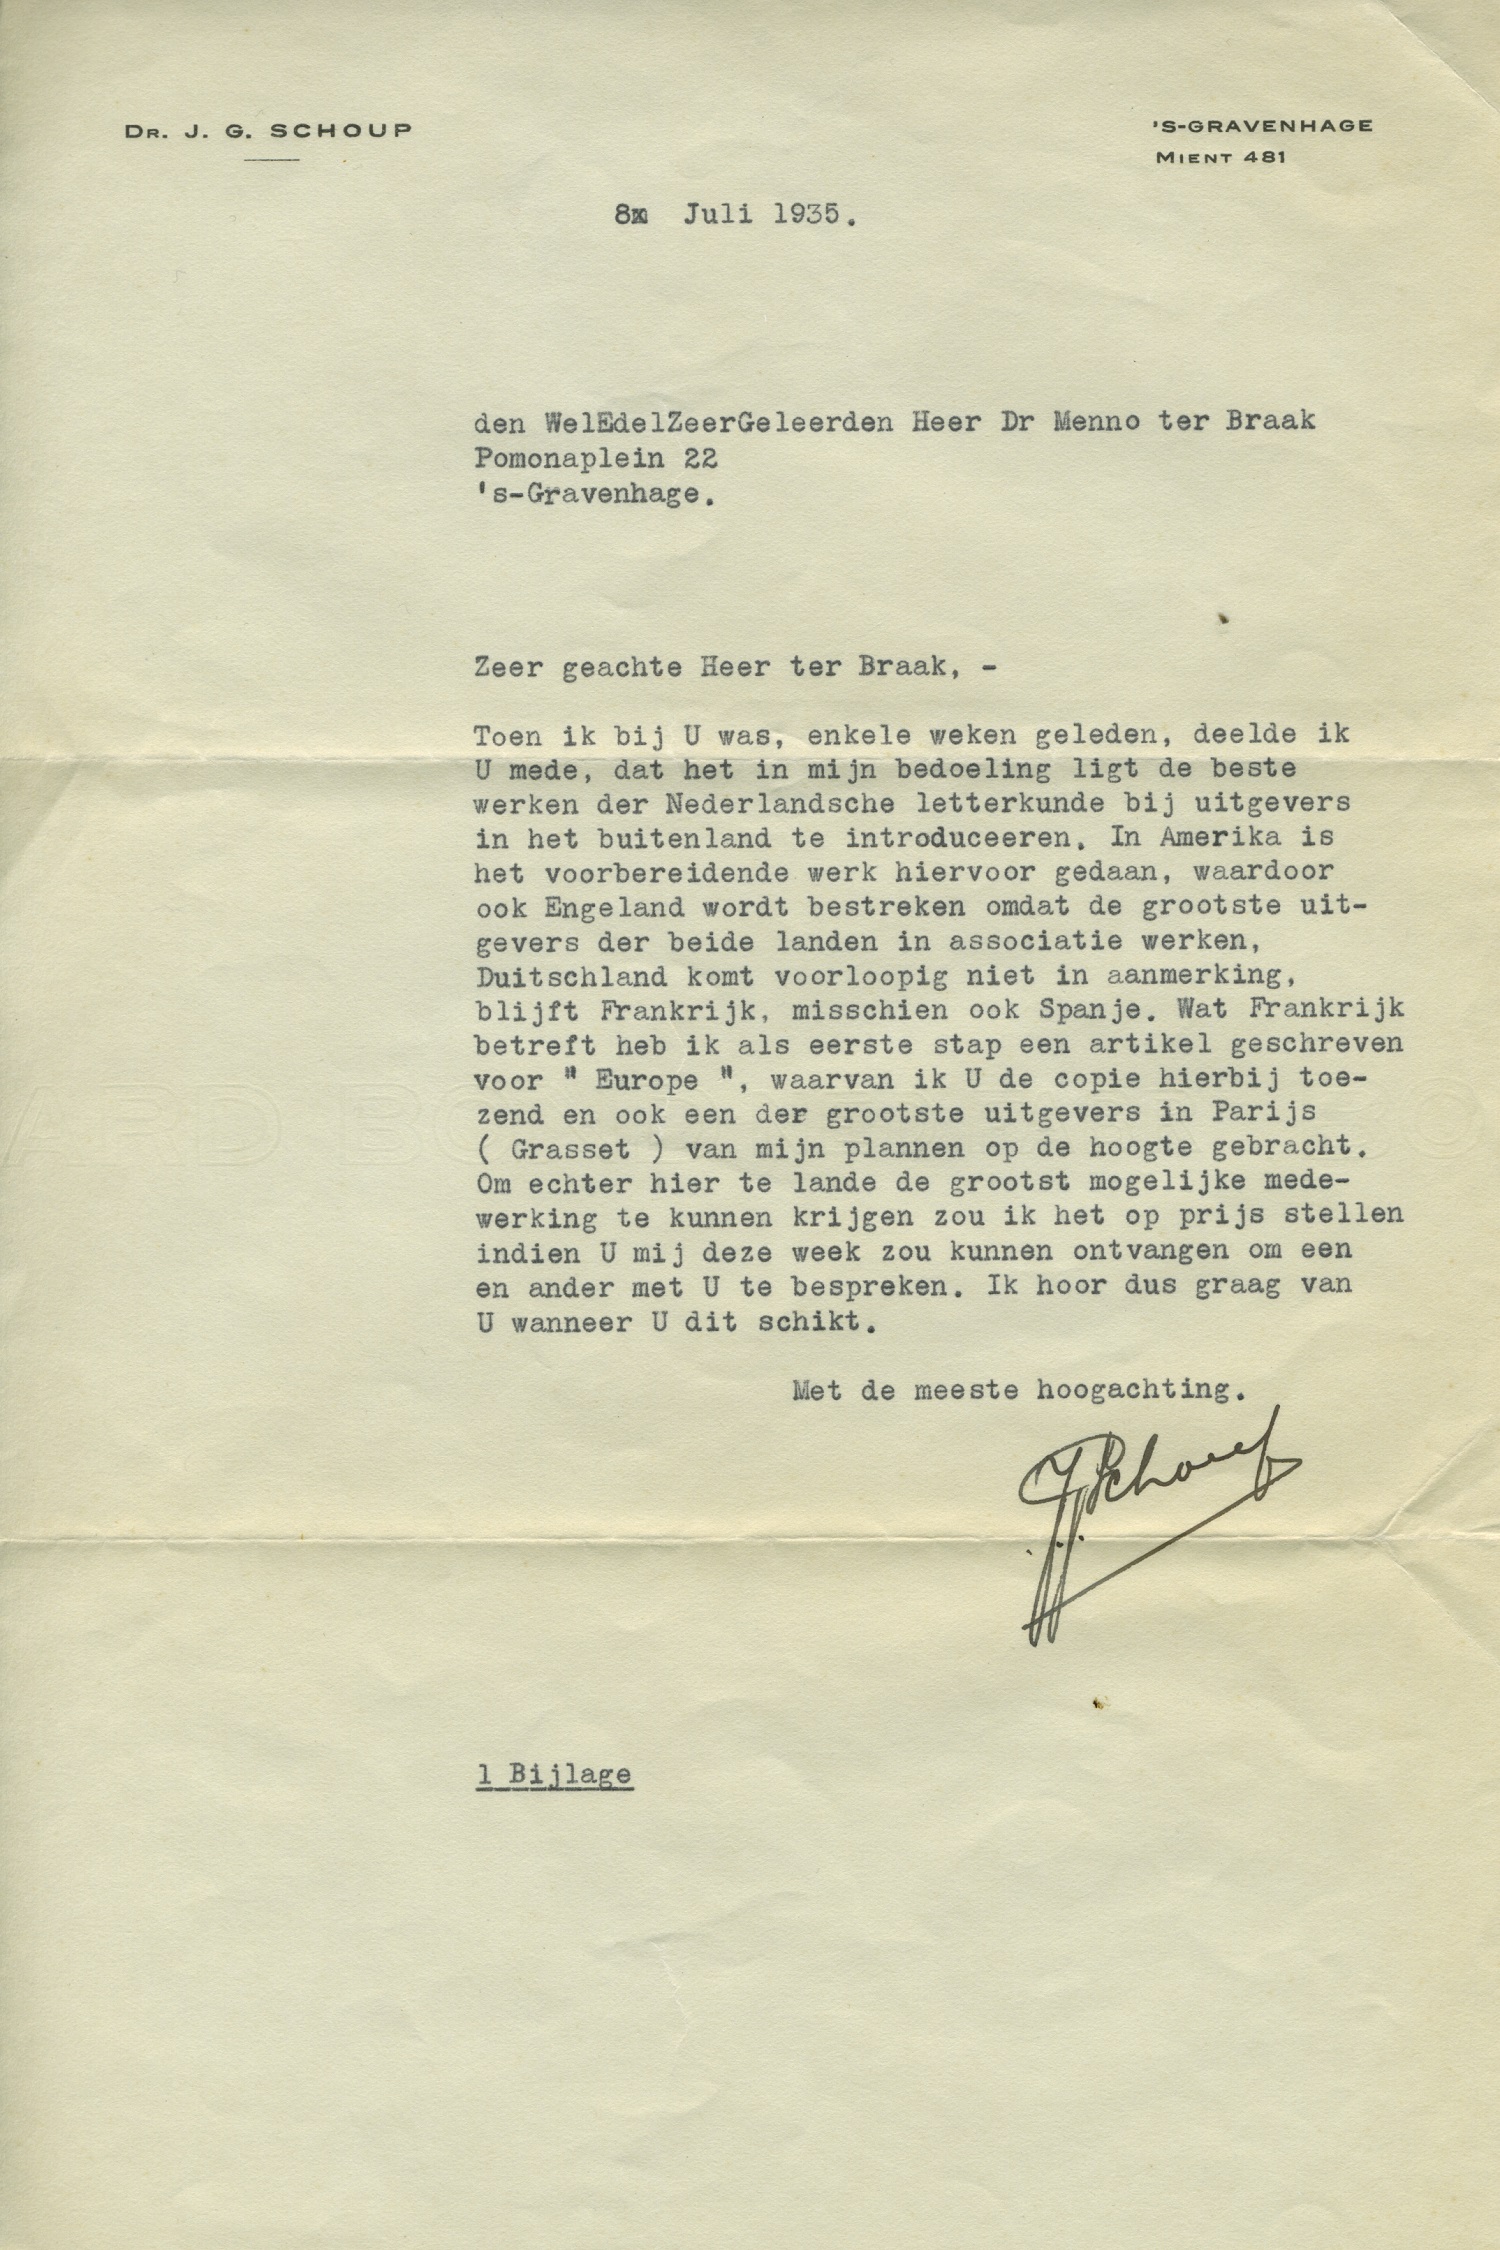 DR. J. G. SCHOUP
'S-GRAVENHAGE
MIENT 481
8 Juli 1935.
den WelEdelZeerGeleerden Heer Dr Menno ter Braak
Pomonaplein 22
's-Gravenhage.
Zeer geachte Heer ter Braak, -
Toen ik bij U was, enkele weken geleden, deelde ik
U mede, dat het in mijn bedoeling ligt de beste
werken der Nederlandsche letterkunde bij uitgevers
in het buitenland te introduceeren. In Amerika is
het voorbereidende werk hiervoor gedaan, waardoor
ook Engeland wordt bestreken omdat de grootste uit-
gevers der beide landen in associatie werken,
Duitschland komt voorloopig niet in aanmerking,
blijft Frankrijk, misschien ook Spanje. Wat Frankrijk
betreft heb ik als eerste stap een artikel geschreven
voor " Europe ", waarvan ik U de copie hierbij toe-
zend en ook een der grootste uitgevers in Parijs
( Grasset ) van mijn plannen op de hoogte gebracht.
Om echter hier te lande de grootst mogelijke mede-
werking te kunnen krijgen zou ik het op prijs stellen
indien U mij deze week zou kunnen ontvangen om een
en ander met U te bespreken. Ik hoor dus graag van
U wanneer U dit schikt.
Met de meeste hoogachting.
JGSchoup
1 Bijlage